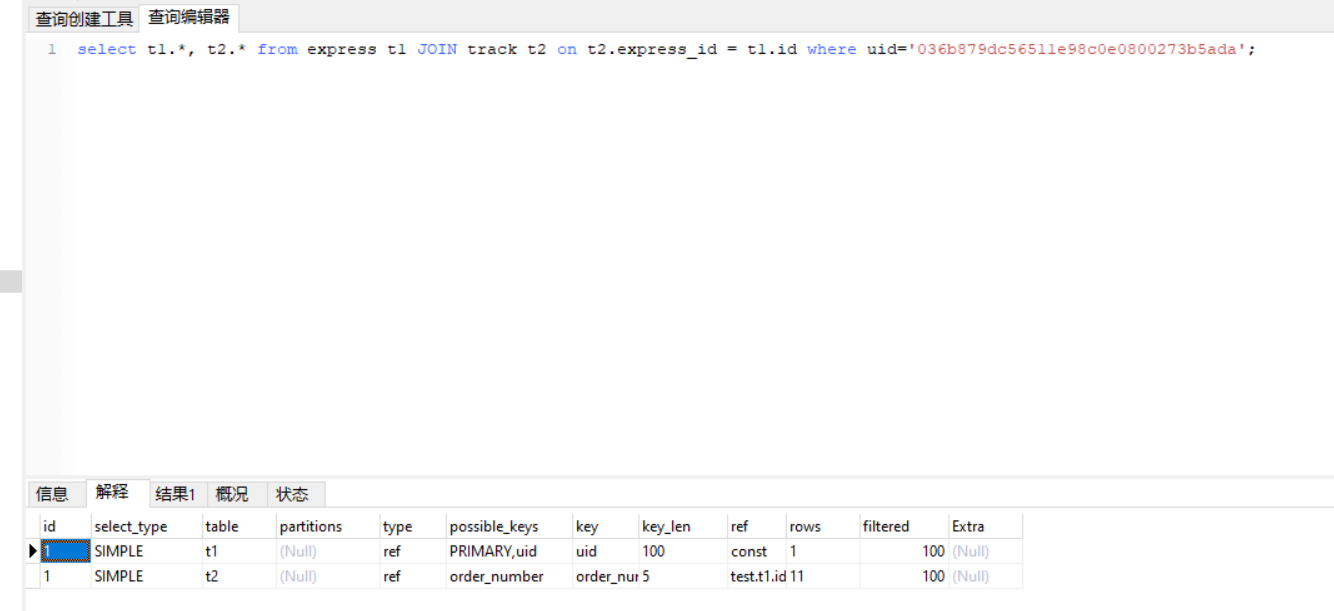 查询创建工具 查询编辑器
1 select t1.*, t2.* from express t1 JOIN track t2 on t2.express_id = t1.id where uid='036b879dc56511e98c0e0800273b5ada';
信息 解释 结果1 概况 状态
id select_type table partitions type possible_keys key key_len ref rows filtered Extra
1 SIMPLE t1 (Null) ref PRIMARY,uid uid 100 const 1 100 (Null)
1 SIMPLE t2 (Null) ref order_number order_nur 5 test.t1.id 11 100 (Null)